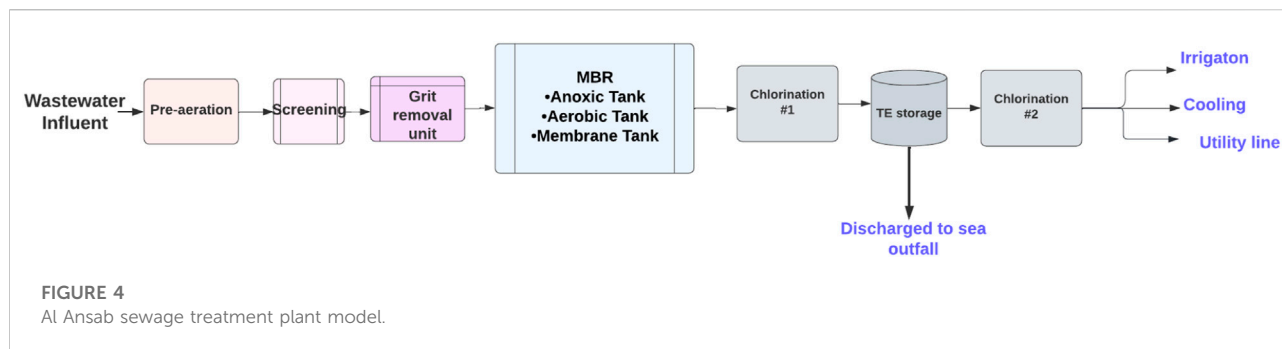 Wastewater
Influent
Pre-aeration
Screening
Grit
removal
unit
MBR
•Anoxic Tank
•Aerobic Tank
•Membrane Tank
Chlorination
#1
TE storage
Chlorination
#2
Irrigaton
Cooling
Utility line
Discharged to sea
outfall
FIGURE 4
Al Ansab sewage treatment plant model.